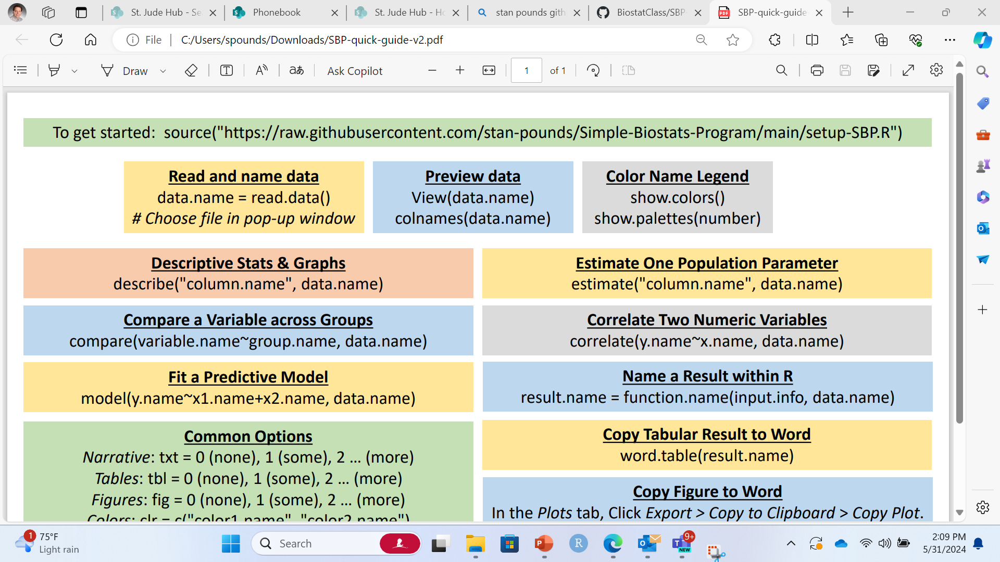 St. Jude Hub - Se
Phonebook
St. Jude Hub - Ho
stan pounds gith
BiostatClass/SBP-
SBP-quick-guide
File
C:/Users/spounds/Downloads/SBP-quick-guide-v2.pdf
Draw
Ask Copilot
1
of 1
To get started:  source("https://raw.githubusercontent.com/stan-pounds/Simple-Biostats-Program/main/setup-SBP.R")
Read and name data
data.name = read.data()
# Choose file in pop-up window
Preview data
View(data.name)
colnames(data.name)
Color Name Legend
show.colors()
show.palettes(number)
Descriptive Stats & Graphs
describe("column.name", data.name)
Estimate One Population Parameter
estimate("column.name", data.name)
Compare a Variable across Groups
compare(variable.name~group.name, data.name)
Correlate Two Numeric Variables
correlate(y.name~x.name, data.name)
Fit a Predictive Model
model(y.name~x1.name+x2.name, data.name)
Name a Result within R
result.name = function.name(input.info, data.name)
Common Options
Narrative: txt = 0 (none), 1 (some), 2 ... (more)
Tables: tbl = 0 (none), 1 (some), 2 ... (more)
Figures: fig = 0 (none), 1 (some), 2 ... (more)
Colors: clr = c("color1.name", "color2.name")
Copy Tabular Result to Word
word.table(result.name)
Copy Figure to Word
In the Plots tab, Click Export > Copy to Clipboard > Copy Plot.
1
75°F
Light rain
Search
9+
NEW
2:09 PM
5/31/2024